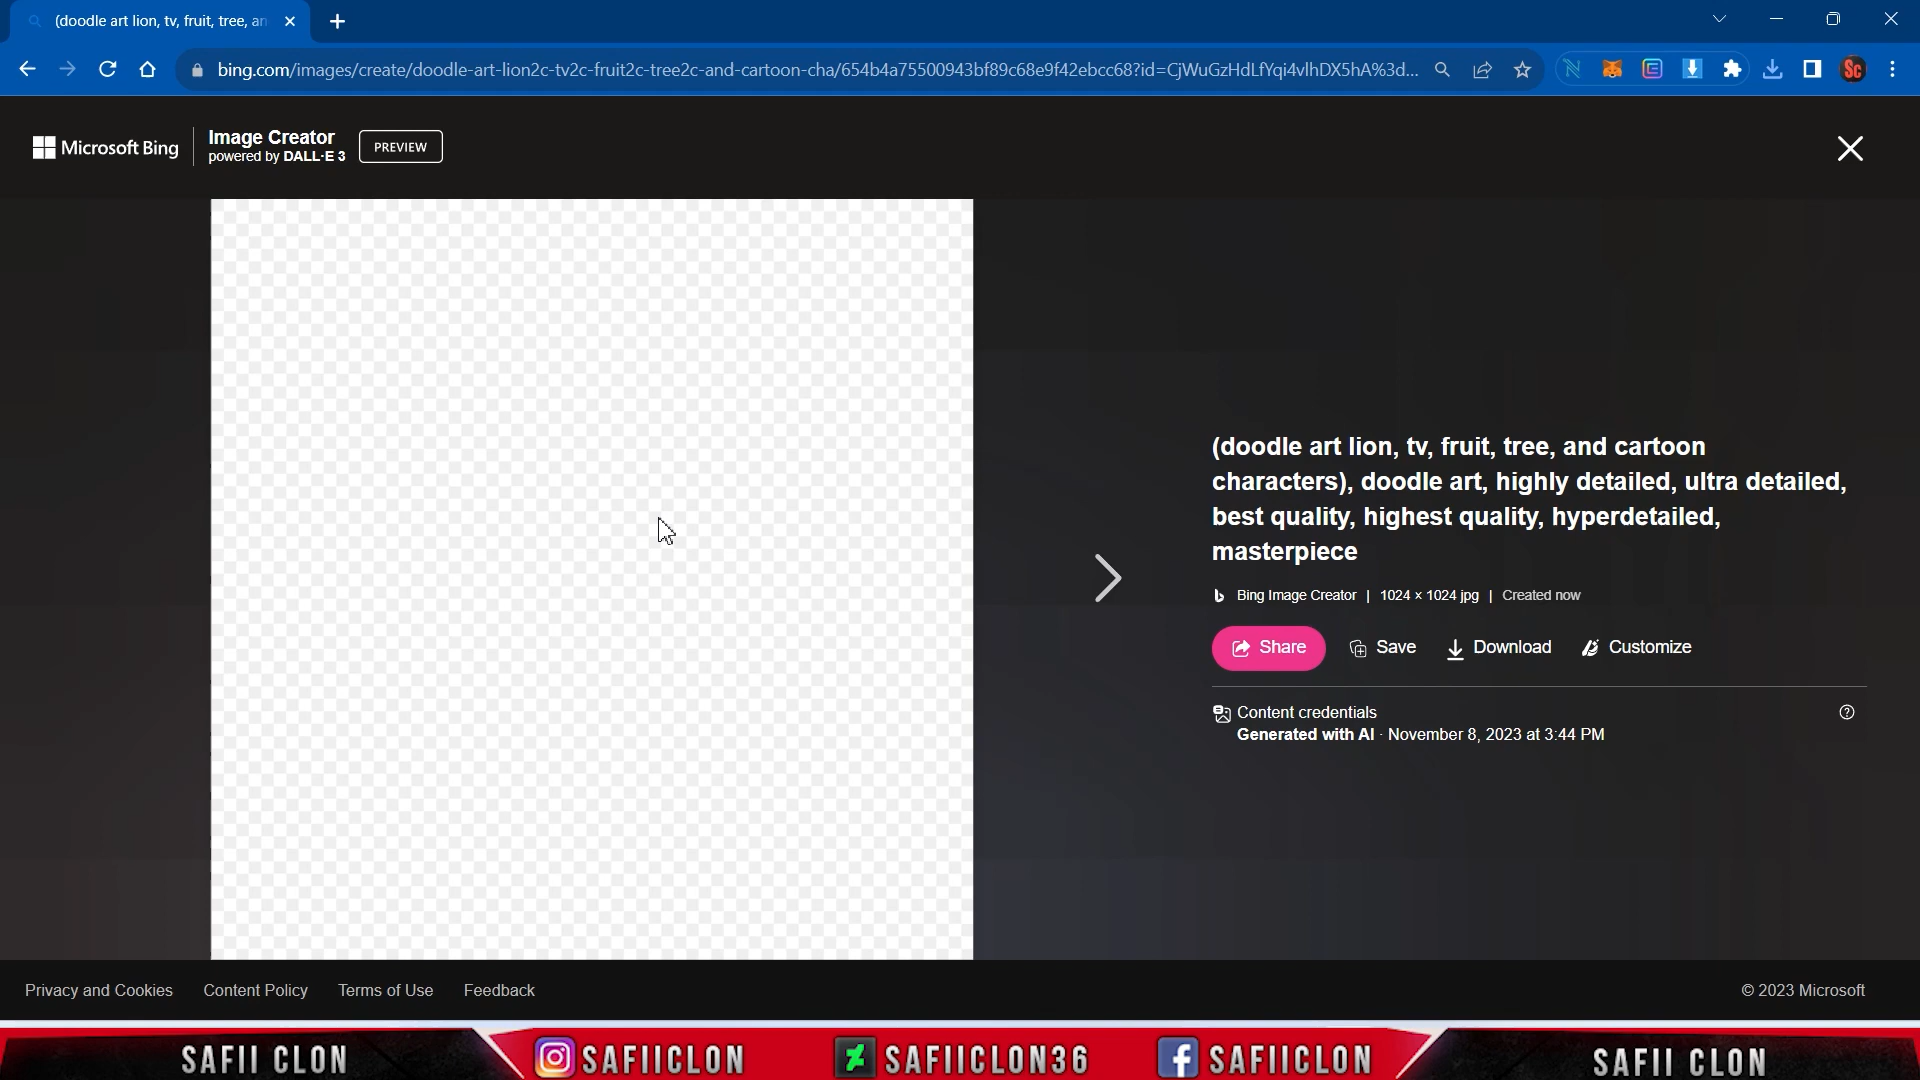 (doodle art lion, tv, fruit, tree, an
bing.com/images/create/doodle-art-lion2c-tv2c-fruit2c-tree2c-and-cartoon-cha/654b4a75500943bf89c68e9f42ebcc68?id=CjWuGzHdLfYqi4vlhDX5hA%3d...
Sc
Microsoft Bing
Image Creator
powered by DALL·E 3
PREVIEW
(doodle art lion, tv, fruit, tree, and cartoon
characters), doodle art, highly detailed, ultra detailed,
best quality, highest quality, hyperdetailed,
masterpiece
Bing Image Creator | 1024 × 1024 jpg | Created now
Share Save Download Customize
Content credentials
Generated with AI · November 8, 2023 at 3:44 PM
Privacy and Cookies Content Policy Terms of Use Feedback © 2023 Microsoft
SAFII CLON SAFIICLON SAFIICLON36 SAFIICLON SAFII CLON